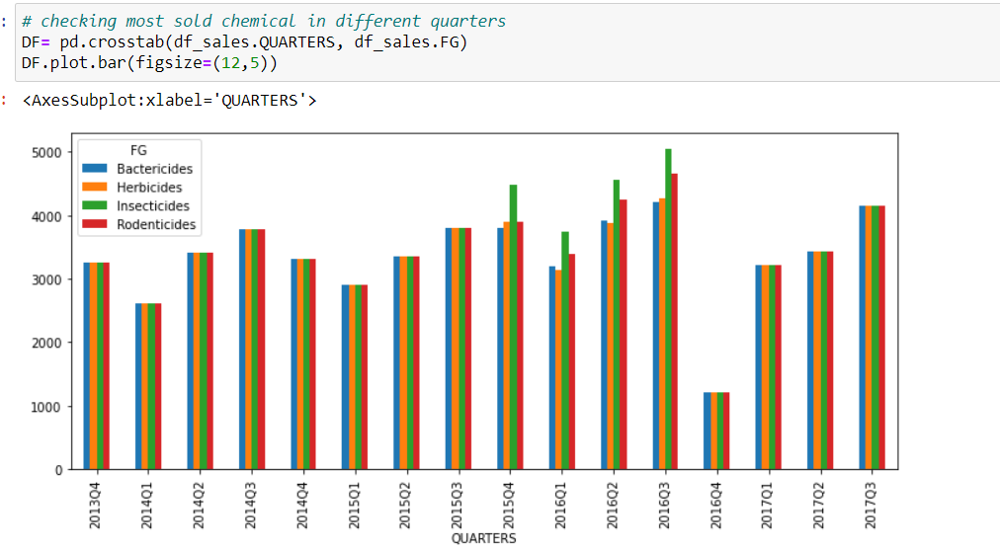 : # checking most sold chemical in different quarters
DF= pd.crosstab(df_sales.QUARTERS, df_sales.FG)
DF.plot.bar(figsize=(12,5))
: <AxesSubplot:xlabel='QUARTERS'>
FG
Bactericides
Herbicides
Insecticides
Rodenticides
5000
4000
3000
2000
1000
0
2013Q4
2014Q1
2014Q2
2014Q3
2014Q4
2015Q1
2015Q2
2015Q3
2015Q4
2016Q1
2016Q2
2016Q3
2016Q4
2017Q1
2017Q2
2017Q3
QUARTERS